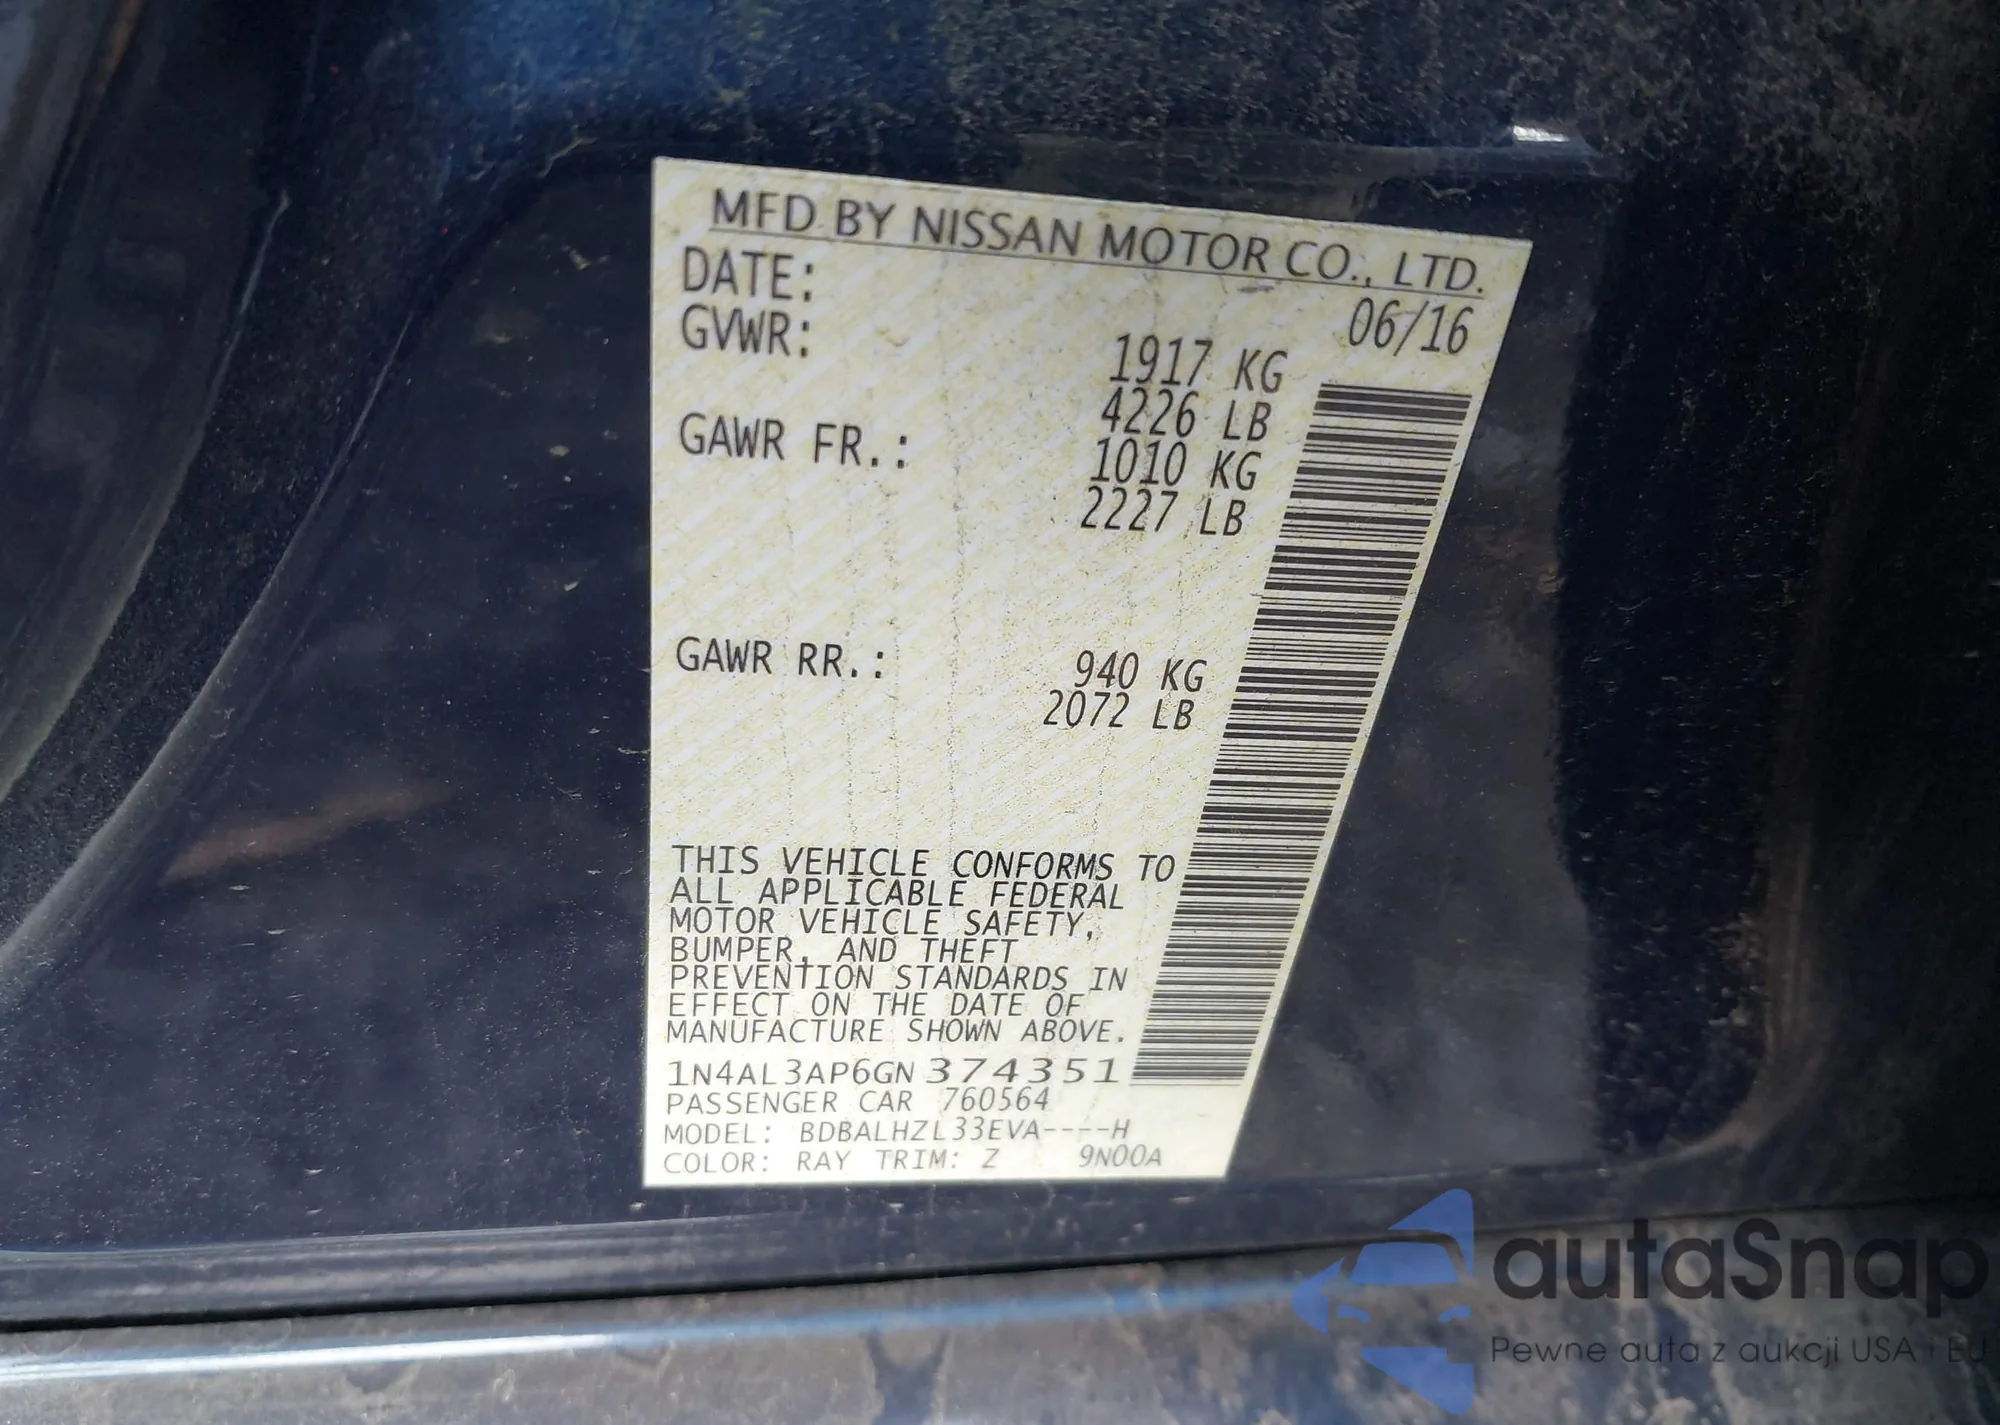 MFD BY NISSAN MOTOR CO., LTD.
DATE: 06/16
GVWR: 1917 KG
4226 LB
GAWR FR.: 1010 KG
2227 LB
GAWR RR.: 940 KG
2072 LB
THIS VEHICLE CONFORMS TO
ALL APPLICABLE FEDERAL
MOTOR VEHICLE SAFETY,
BUMPER, AND THEFT
PREVENTION STANDARDS IN
EFFECT ON THE DATE OF
MANUFACTURE SHOWN ABOVE.
1N4AL3AP6GN374351
PASSENGER CAR 760564
MODEL: BDBALHZL33EVA----H
COLOR: RAY TRIM: Z 9N00A
autaSnap
Pewne auta z aukcji USA i EU